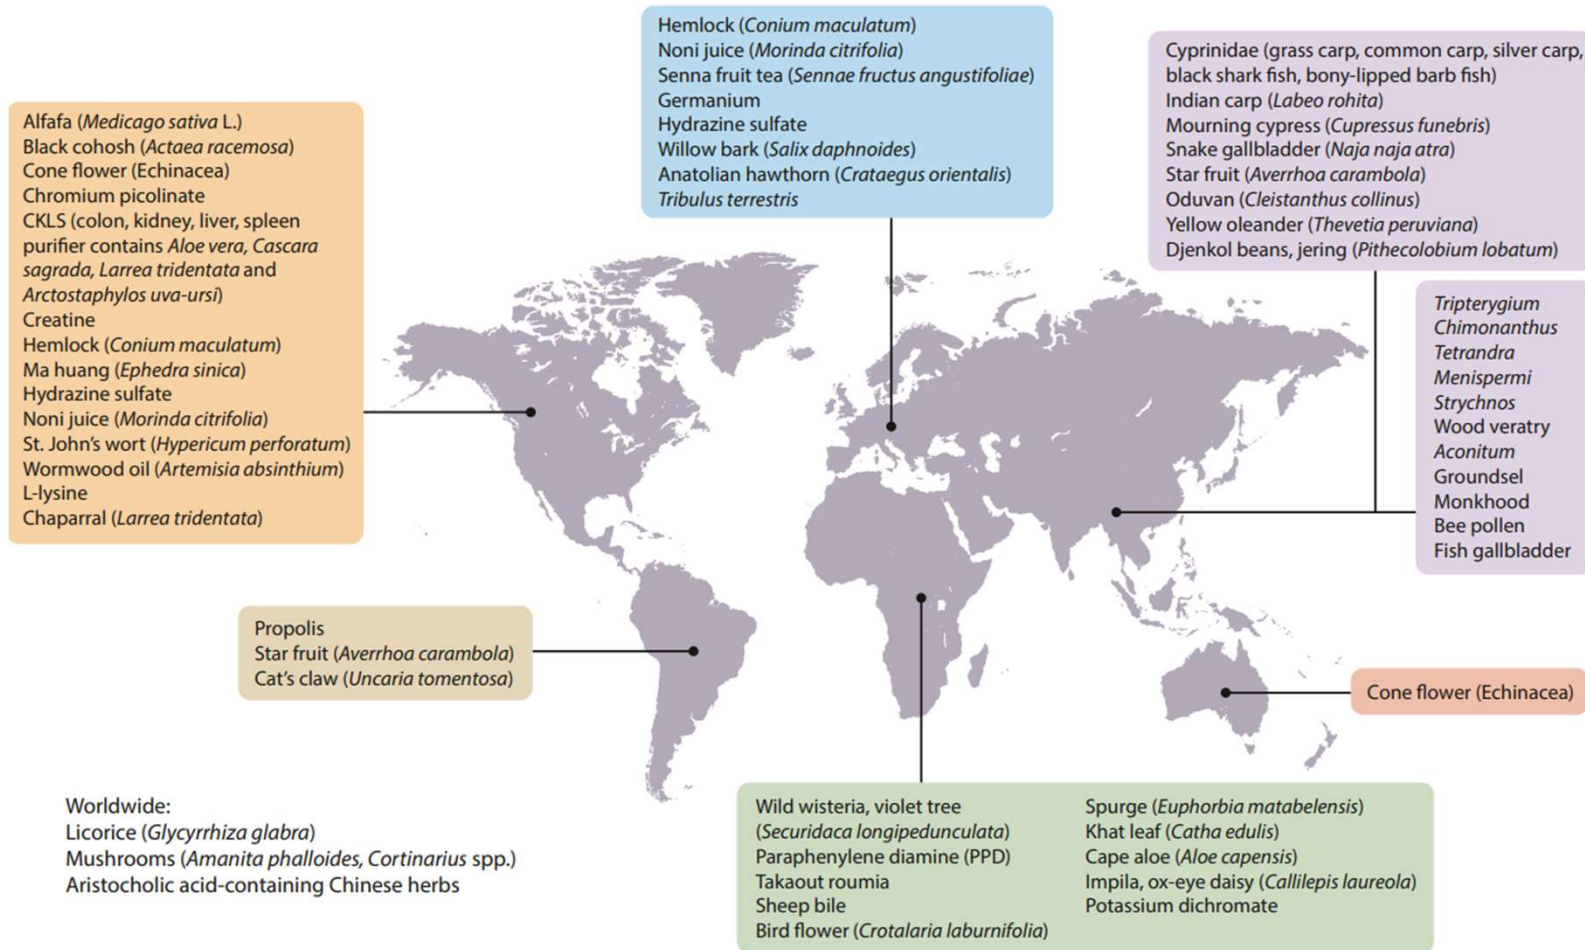 Hemlock (Conium maculatum)
Noni juice (Morinda citrifolia)
Senna fruit tea (Sennae fructus angustifoliae)
Germanium
Hydrazine sulfate
Willow bark (Salix daphnoides)
Anatolian hawthorn (Crataegus orientalis)
Tribulus terrestris
Cyprinidae (grass carp, common carp, silver carp,
black shark fish, bony-lipped barb fish)
Indian carp (Labeo rohita)
Mourning cypress (Cupressus funebris)
Snake gallbladder (Naja naja atra)
Star fruit (Averrhoa carambola)
Oduvan (Cleistanthus collinus)
Yellow oleander (Thevetia peruviana)
Djenkol beans, jering (Pithecolobium lobatum)
Alfafa (Medicago sativa L.)
Black cohosh (Actaea racemosa)
Cone flower (Echinacea)
Chromium picolinate
CKLS (colon, kidney, liver, spleen
purifier contains Aloe vera, Cascara
sagrada, Larrea tridentata and
Arctostaphylos uva-ursi)
Creatine
Hemlock (Conium maculatum)
Ma huang (Ephedra sinica)
Hydrazine sulfate
Noni juice (Morinda citrifolia)
St. John's wort (Hypericum perforatum)
Wormwood oil (Artemisia absinthium)
L-lysine
Chaparral (Larrea tridentata)
Tripterygium
Chimonanthus
Tetrandra
Menispermi
Strychnos
Wood veratry
Aconitum
Groundsel
Monkhood
Bee pollen
Fish gallbladder
Propolis
Star fruit (Averrhoa carambola)
Cat's claw (Uncaria tomentosa)
Cone flower (Echinacea)
Worldwide:
Licorice (Glycyrrhiza glabra)
Mushrooms (Amanita phalloides, Cortinarius spp.)
Aristocholic acid-containing Chinese herbs
Wild wisteria, violet tree
(Securidaca longipedunculata)
Paraphenylene diamine (PPD)
Takaout roumia
Sheep bile
Bird flower (Crotalaria laburnifolia)
Spurge (Euphorbia matabelensis)
Khat leaf (Catha edulis)
Cape aloe (Aloe capensis)
Impila, ox-eye daisy (Callilepis laureola)
Potassium dichromate